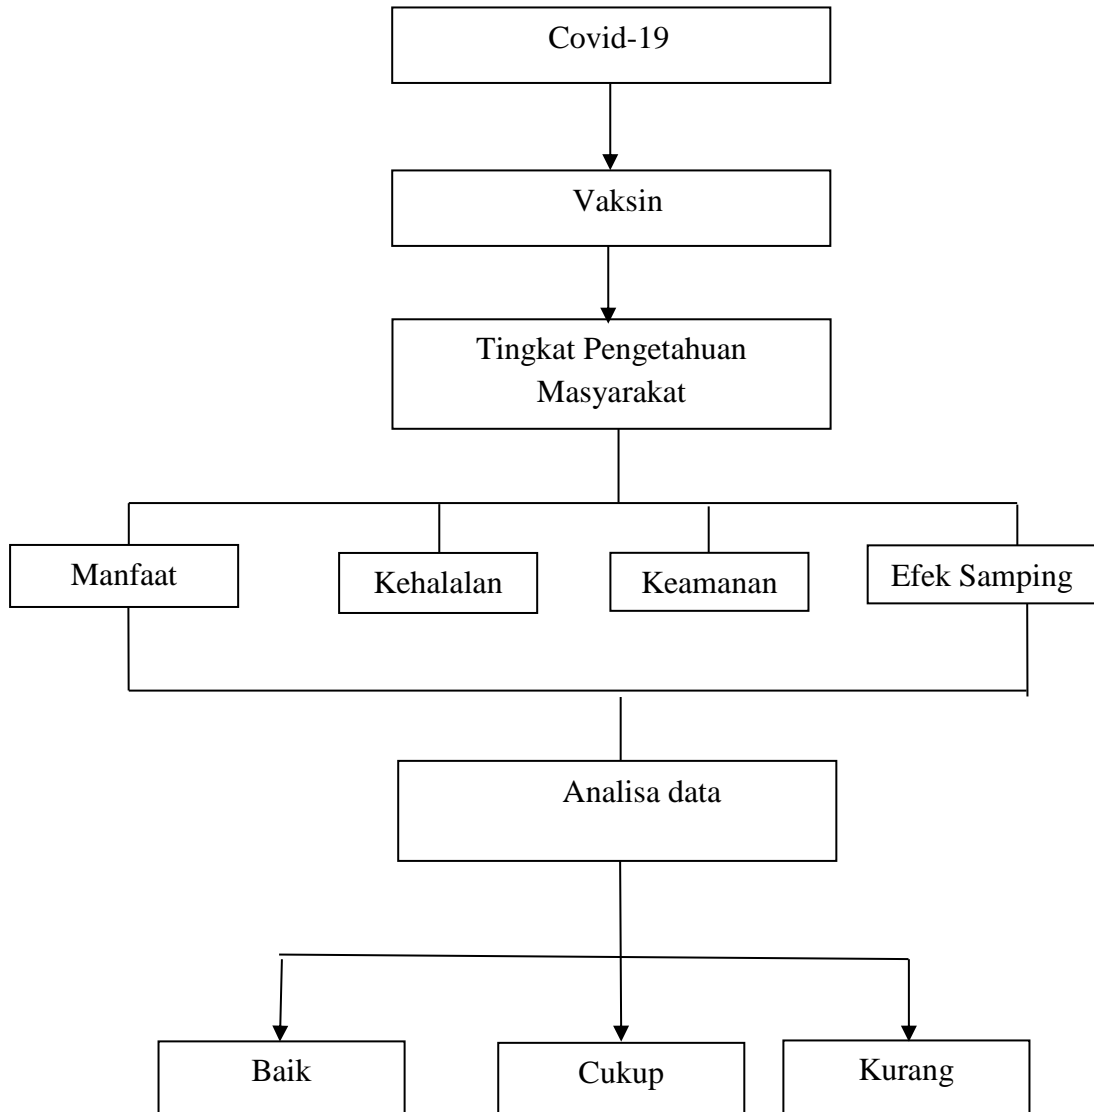 Covid-19
Vaksin
Tingkat Pengetahuan
Masyarakat
Manfaat
Kehalalan
Keamanan
Efek Samping
Analisa data
Baik
Cukup
Kurang